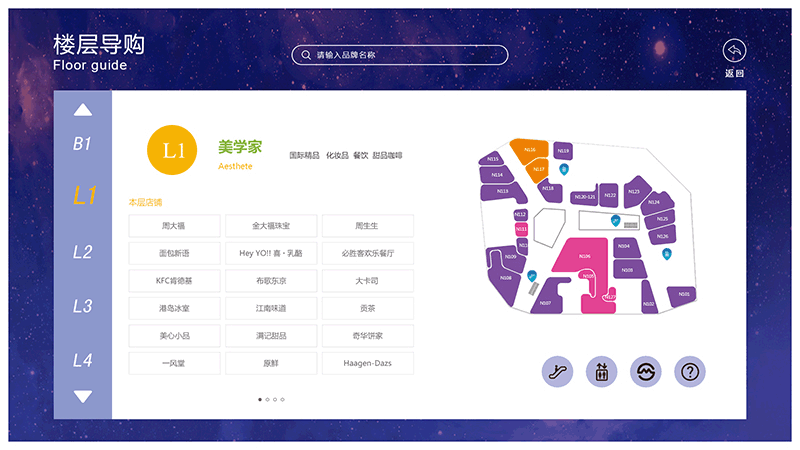 楼层导购
Floor guide
请输入品牌名称
返回
B1
L1
L2
L3
L4
L1
美学家
Aesthete
国际精品 化妆品 餐饮 甜品咖啡
本层店铺
周大福 金大福珠宝 周生生
面包新语 Hey YO!! 喜·乳酪 必胜客欢乐餐厅
KFC肯德基 布歌东京 大卡司
港岛冰室 江南味道 贡茶
美心小品 满记甜品 奇华饼家
一风堂 原鲜 Haagen-Dazs
N116
N119
N115
N117
N114
N113
N118
N120-121
N122
N123
N124
N112
N125
N111
N126
N104
N109
N106
N103
N108
N105
N107
N127
N102
N101